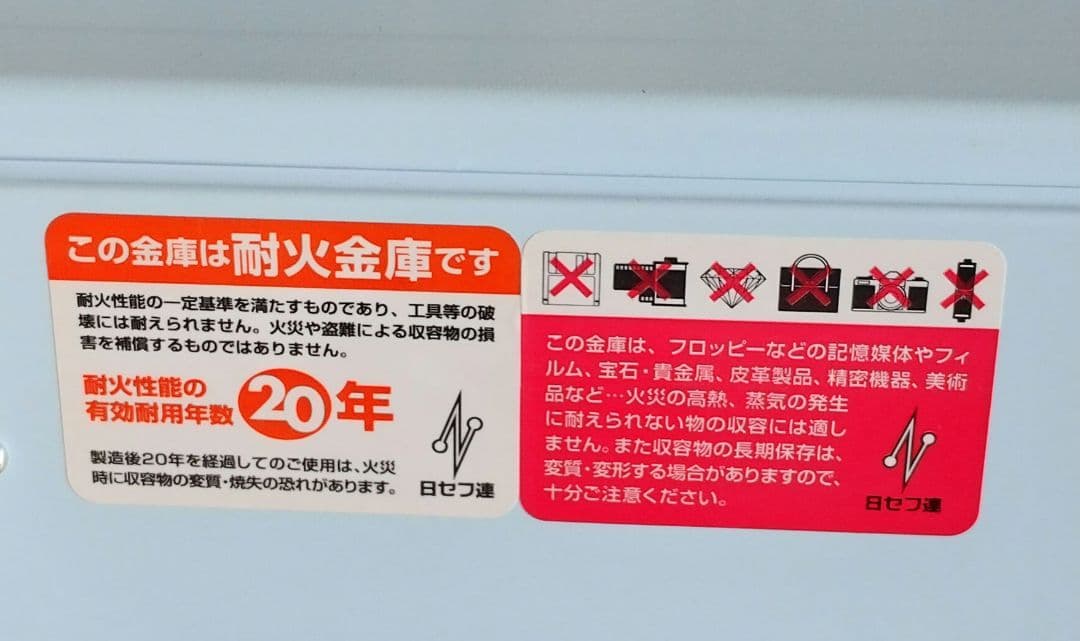 この金庫は耐火金庫です
耐火性能の一定基準を満たすものであり、工具等の破
壊には耐えられません。火災や盗難による収容物の損
害を補償するものではありません。
耐火性能の
有効耐用年数
20年
製造後20年を経過してのご使用は、火災
時に収容物の変質・焼失の恐れがあります。
日セフ連
この金庫は、フロッピーなどの記憶媒体やフィ
ルム、宝石・貴金属、皮革製品、精密機器、美術
品など…火災の高熱、蒸気の発生
に耐えられない物の収容には適し
ません。また収容物の長期保存は、
変質・変形する場合がありますので、
十分ご注意ください。
日セフ連